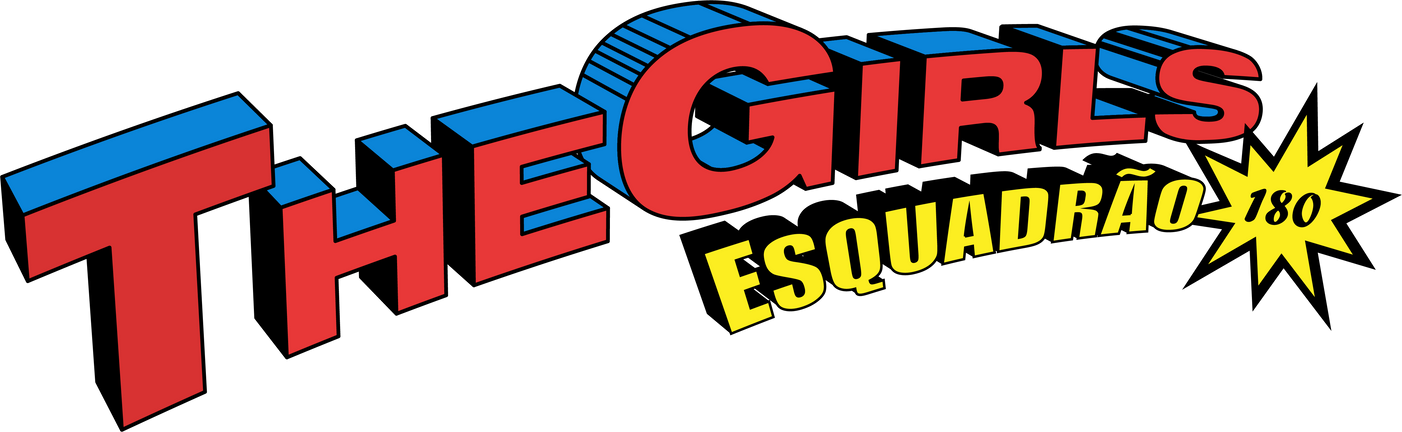 THE GIRLS
ESQUADRÃO
180